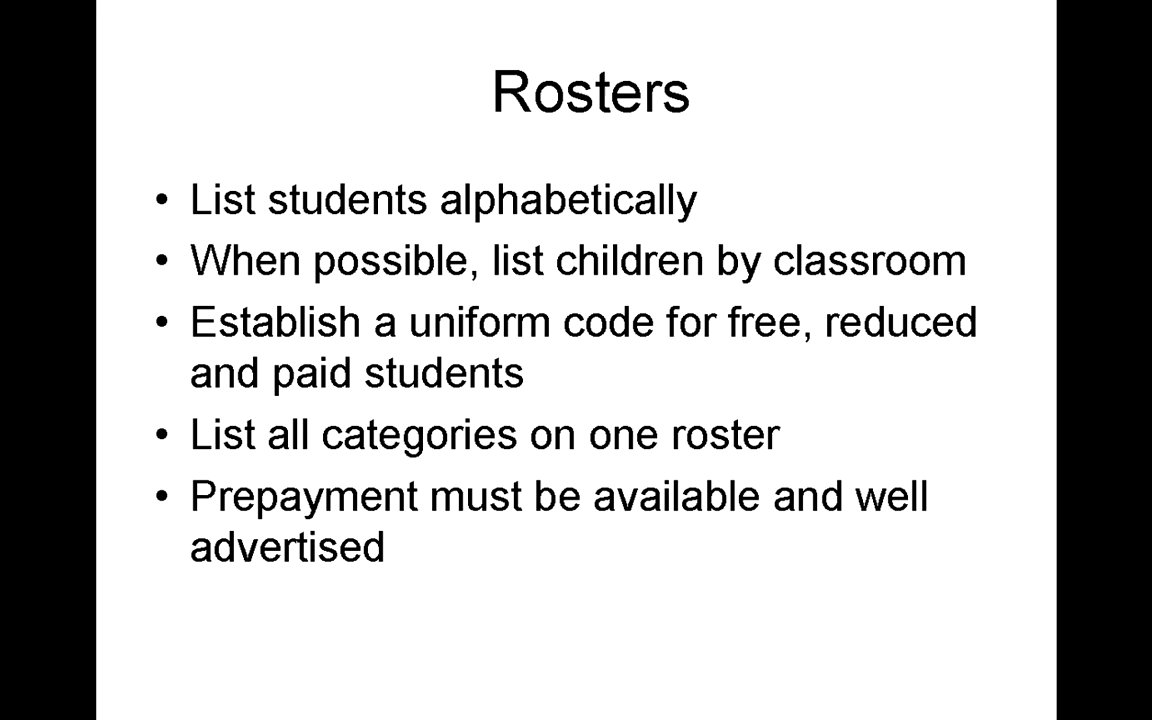 Rosters
• List students alphabetically
• When possible, list children by classroom
• Establish a uniform code for free, reduced
and paid students
• List all categories on one roster
• Prepayment must be available and well
advertised